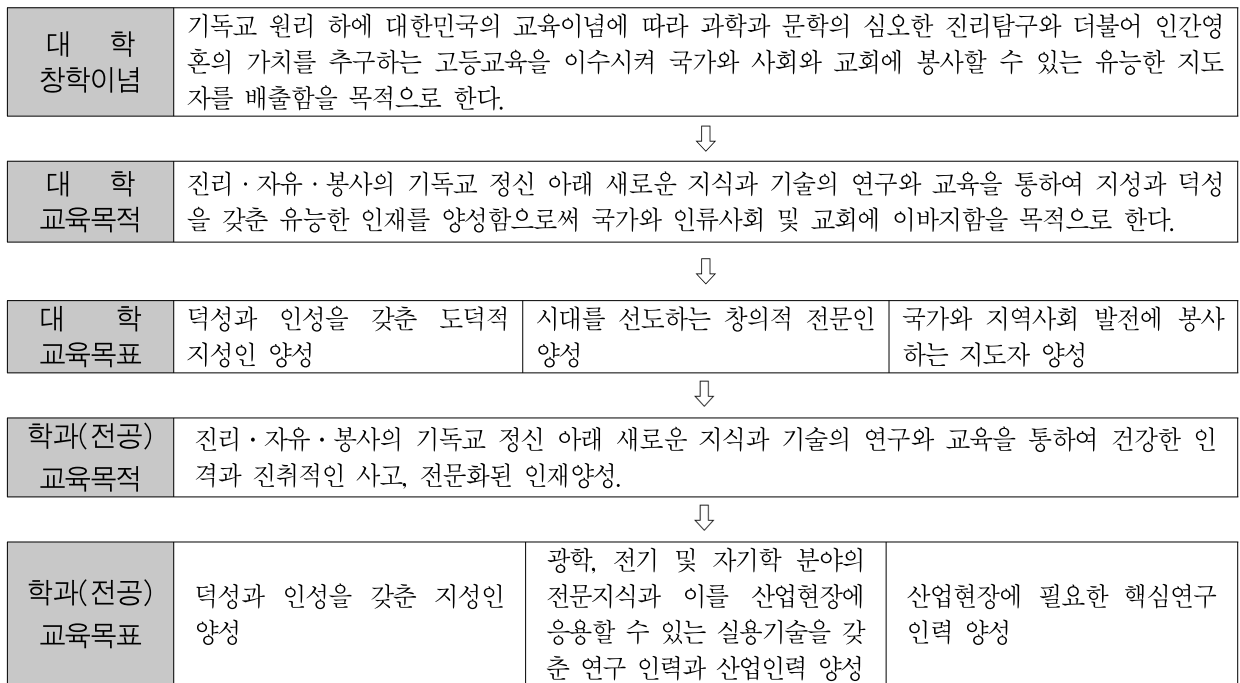 대 학
창학이념
기독교 원리 하에 대한민국의 교육이념에 따라 과학과 문학의 심오한 진리탐구와 더불어 인간영
혼의 가치를 추구하는 고등교육을 이수시켜 국가와 사회와 교회에 봉사할 수 있는 유능한 지도
자를 배출함을 목적으로 한다.
⇩
대 학
교육목적
진리·자유·봉사의 기독교 정신 아래 새로운 지식과 기술의 연구와 교육을 통하여 지성과 덕성
을 갖춘 유능한 인재를 양성함으로써 국가와 인류사회 및 교회에 이바지함을 목적으로 한다.
⇩
대 학
교육목표
덕성과 인성을 갖춘 도덕적
지성인 양성
시대를 선도하는 창의적 전문인
양성
국가와 지역사회 발전에 봉사
하는 지도자 양성
⇩
학과(전공)
교육목적
진리·자유·봉사의 기독교 정신 아래 새로운 지식과 기술의 연구와 교육을 통하여 건강한 인
격과 진취적인 사고, 전문화된 인재양성.
⇩
학과(전공)
교육목표
덕성과 인성을 갖춘 지성인
양성
광학, 전기 및 자기학 분야의
전문지식과 이를 산업현장에
응용할 수 있는 실용기술을 갖
춘 연구 인력과 산업인력 양성
산업현장에 필요한 핵심연구
인력 양성